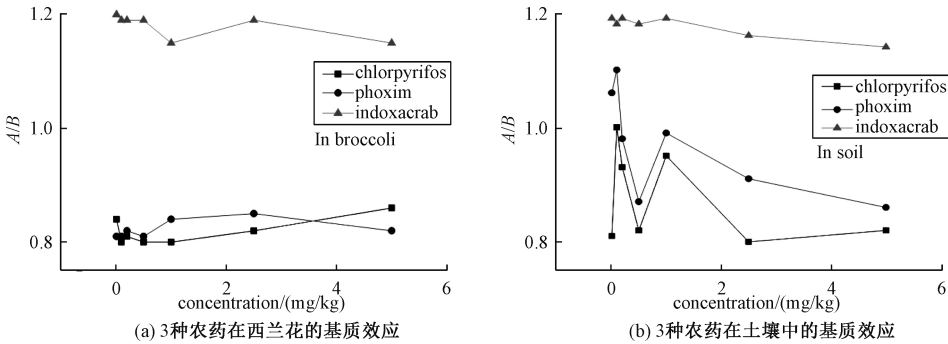 1.2
1.0
0.8
A/B
chlorpyrifos
phoxim
indoxacrab
In broccoli
0 2 4 6
concentration/(mg/kg)
(a) 3种农药在西兰花的基质效应
1.2
1.0
0.8
A/B
chlorpyrifos
phoxim
indoxacrab
In soil
0 2 4 6
concentration/(mg/kg)
(b) 3种农药在土壤中的基质效应